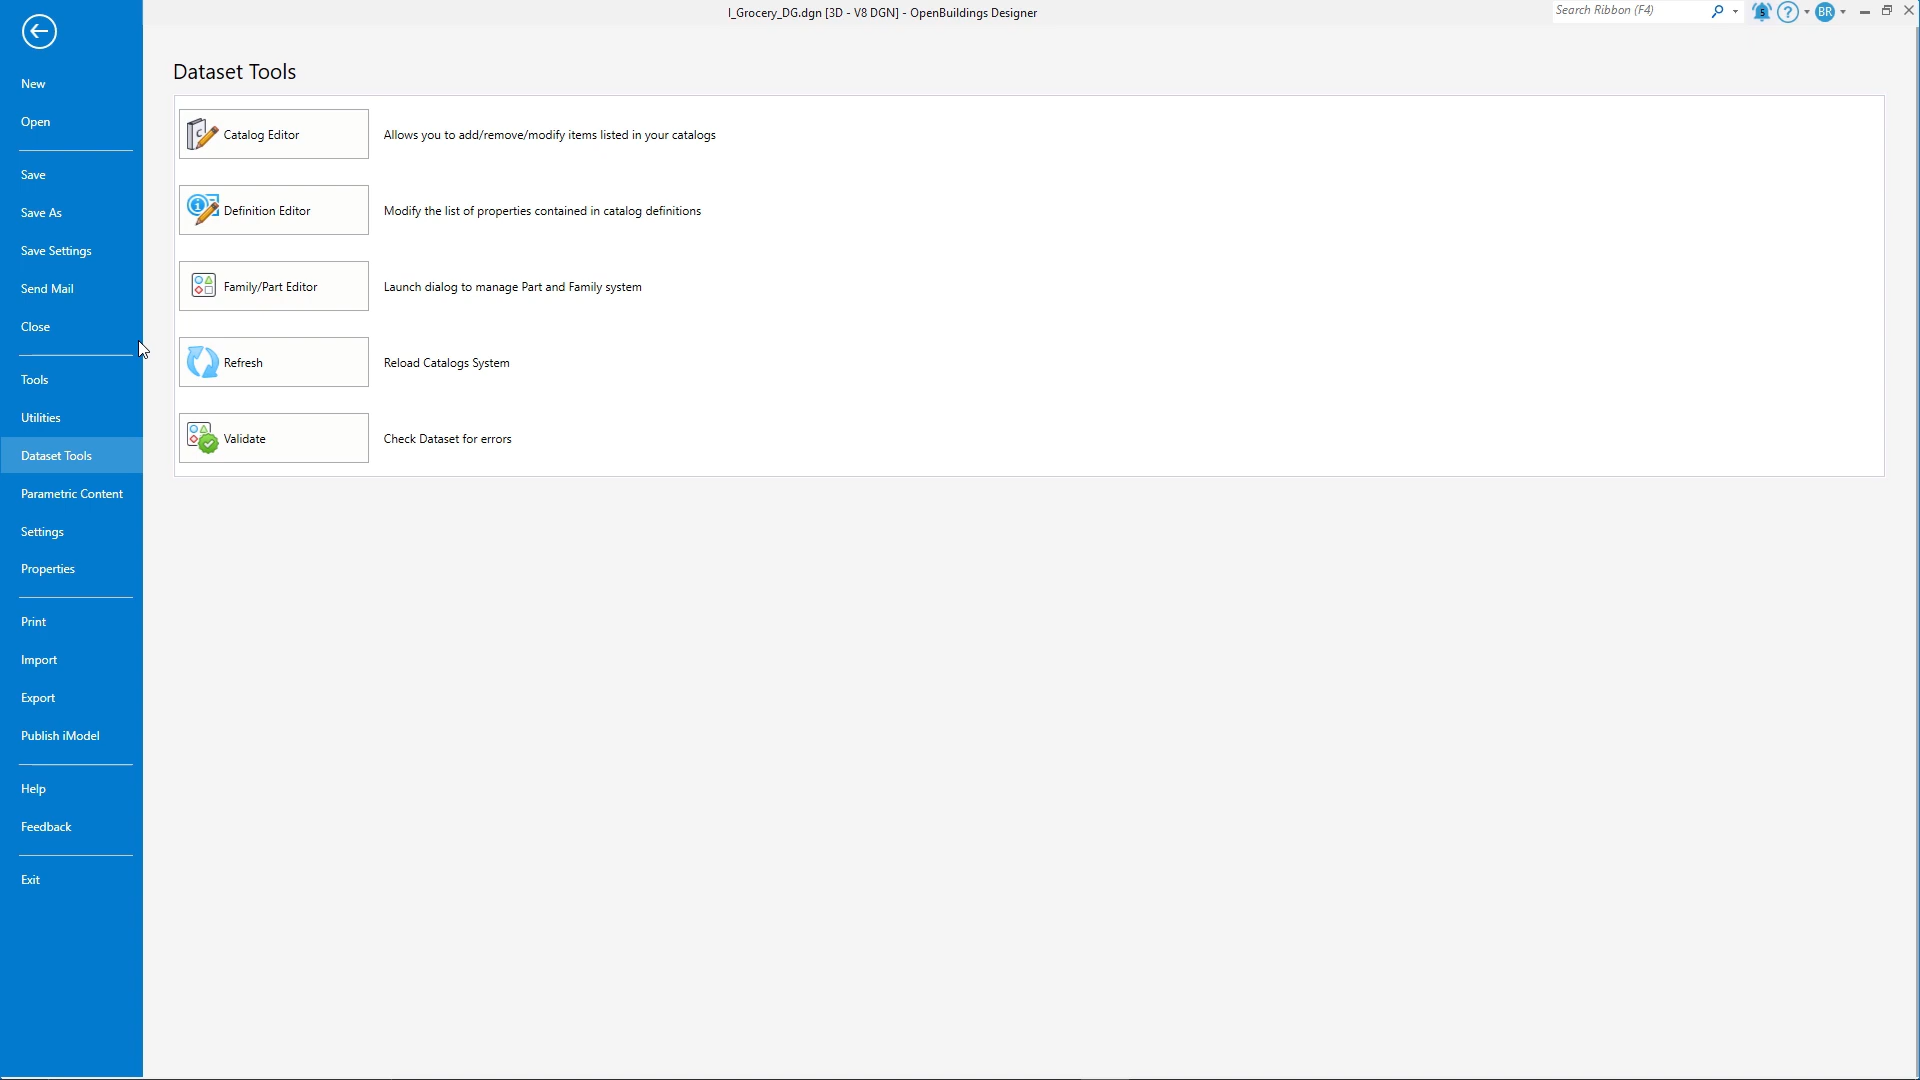 I_Grocery_DG.dgn [3D - V8 DGN] - OpenBuildings Designer
Search Ribbon (F4)
5
?
BR
New
Open
Save
Save As
Save Settings
Send Mail
Close
Tools
Utilities
Dataset Tools
Parametric Content
Settings
Properties
Print
Import
Export
Publish iModel
Help
Feedback
Exit
Dataset Tools
Catalog Editor
Allows you to add/remove/modify items listed in your catalogs
Definition Editor
Modify the list of properties contained in catalog definitions
Family/Part Editor
Launch dialog to manage Part and Family system
Refresh
Reload Catalogs System
Validate
Check Dataset for errors